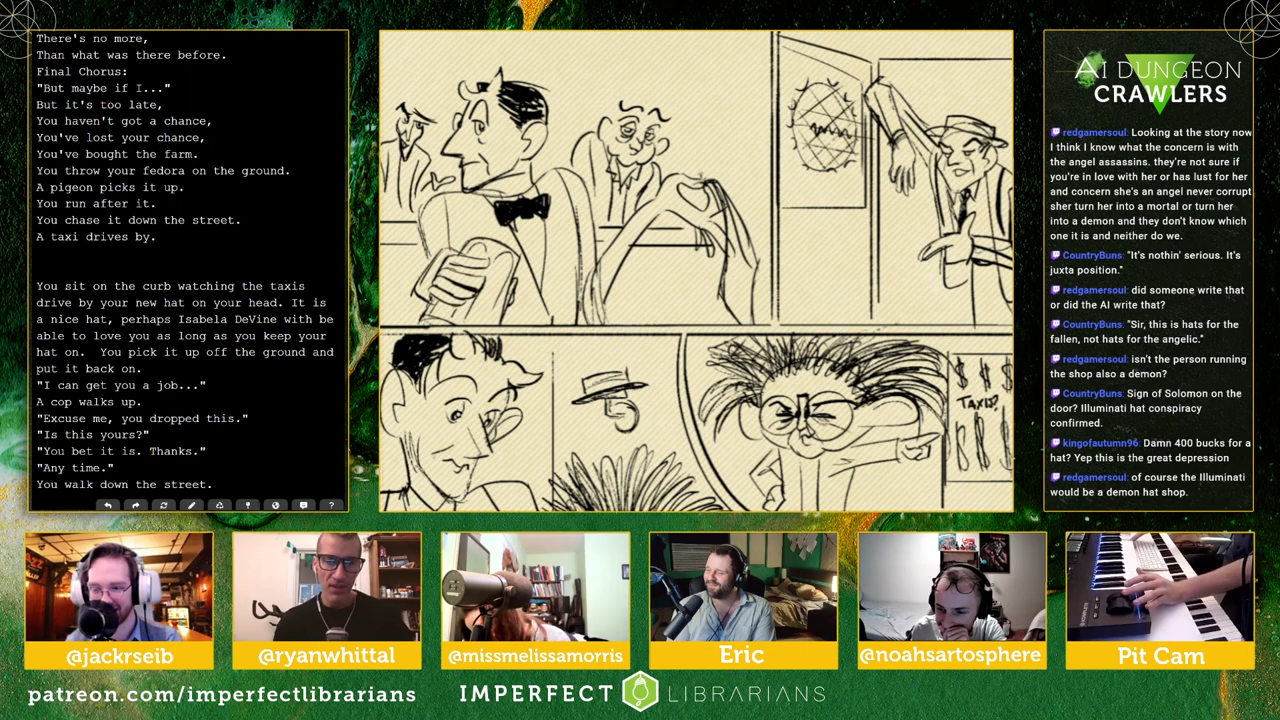 There's no more,
Than what was there before.
Final Chorus:
"But maybe if I..."
But it's too late,
You haven't got a chance,
You've lost your chance,
You've bought the farm.
You throw your fedora on the ground.
A pigeon picks it up.
You run after it.
You chase it down the street.
A taxi drives by.
You sit on the curb watching the taxis
drive by your new hat on your head. It is
a nice hat, perhaps Isabela DeVine with be
able to love you as long as you keep your
hat on. You pick it up off the ground and
put it back on.
"I can get you a job..."
A cop walks up.
"Excuse me, you dropped this."
"Is this yours?"
"You bet it is. Thanks."
"Any time."
You walk down the street.
?
$ $ $
TAXIS?
AI DUNGEON
CRAWLERS
redgamersoul: Looking at the story now
I think I know what the concern is with
the angel assassins. they're not sure if
you're in love with her or has lust for her
and concern she's an angel never corrupt
sher turn her into a mortal or turn her
into a demon and they don't know which
one it is and neither do we.
CountryBuns: "It's nothin' serious. It's
juxta position."
redgamersoul: did someone write that
or did the AI write that?
CountryBuns: "Sir, this is hats for the
fallen, not hats for the angelic."
redgamersoul: isn't the person running
the shop also a demon?
CountryBuns: Sign of Solomon on the
door? Illuminati hat conspiracy
confirmed.
kingofautumn96: Damn 400 bucks for a
hat? Yep this is the great depression
redgamersoul: of course the Illuminati
would be a demon hat shop.
@jackrseib
@ryanwhittal
@missmelissamorris
Eric
@noahsartosphere
Pit Cam
patreon.com/imperfectlibrarians
IMPERFECT LIBRARIANS